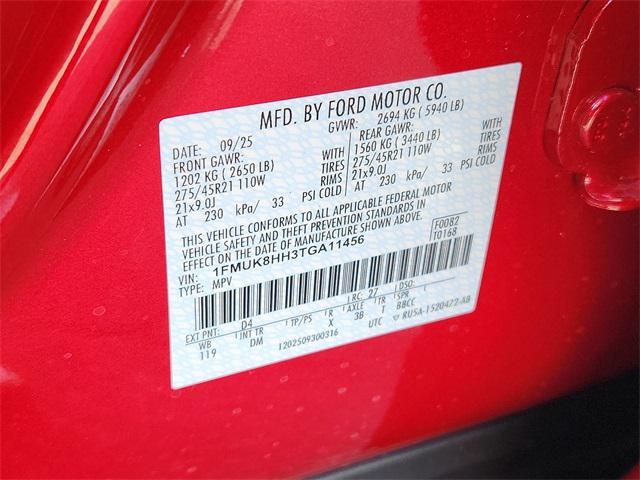 MFD. BY FORD MOTOR CO.
DATE: 09/25 GVWR: 2694 KG ( 5940 LB)
FRONT GAWR: REAR GAWR:
1202 KG ( 2650 LB) WITH 1560 KG ( 3440 LB) WITH
275/45R21 110W TIRES 275/45R21 110W TIRES
21x9.0J RIMS 21x9.0J RIMS
AT 230 kPa/ 33 PSI COLD AT 230 kPa/ 33 PSI COLD
THIS VEHICLE CONFORMS TO ALL APPLICABLE FEDERAL MOTOR
VEHICLE SAFETY AND THEFT PREVENTION STANDARDS IN
EFFECT ON THE DATE OF MANUFACTURE SHOWN ABOVE.
VIN: 1FMUK8HH3TGA11456 F0082
TYPE: MPV T0168
EXT PNT: D4 RC: 27 DSO:
WB INT TR TP/PS R AXLE TR SPR
119 DM X 3B T BBCC
1202509300316 UTC ▽ RU5A-1520472-AB